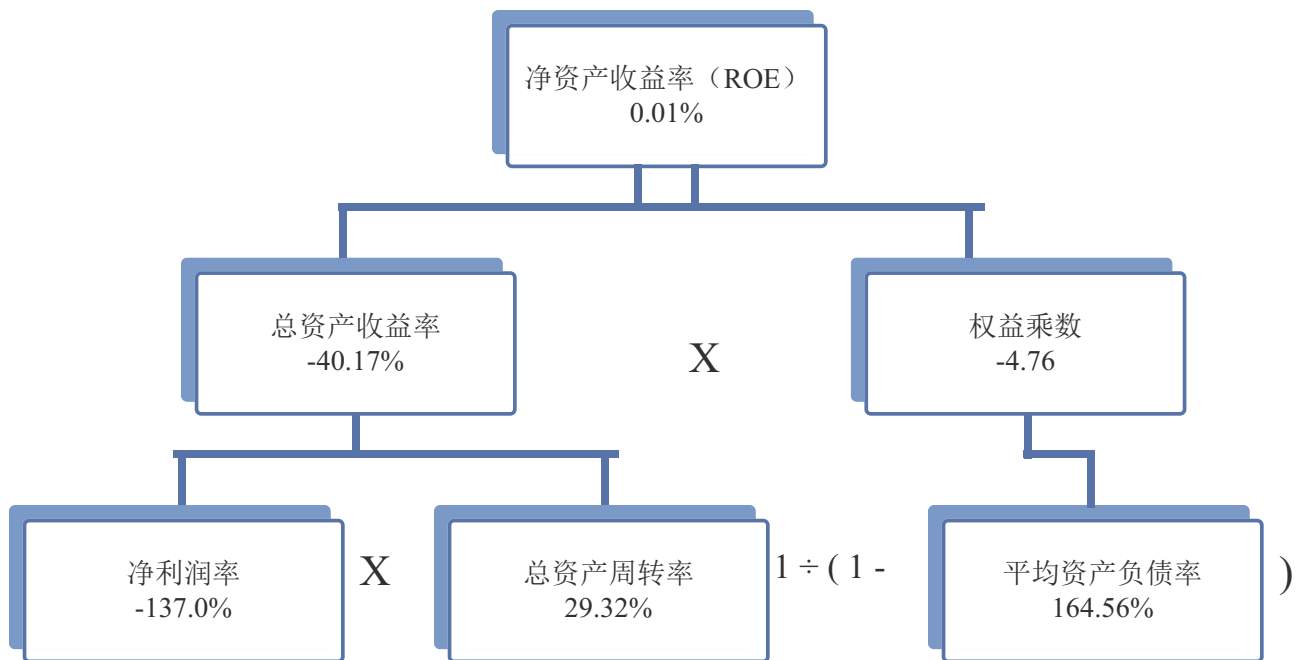 净资产收益率（ROE）
0.01%
总资产收益率
-40.17%
X
权益乘数
-4.76
净利润率
-137.0%
X
总资产周转率
29.32%
1 ÷ ( 1 -
平均资产负债率
164.56%
)